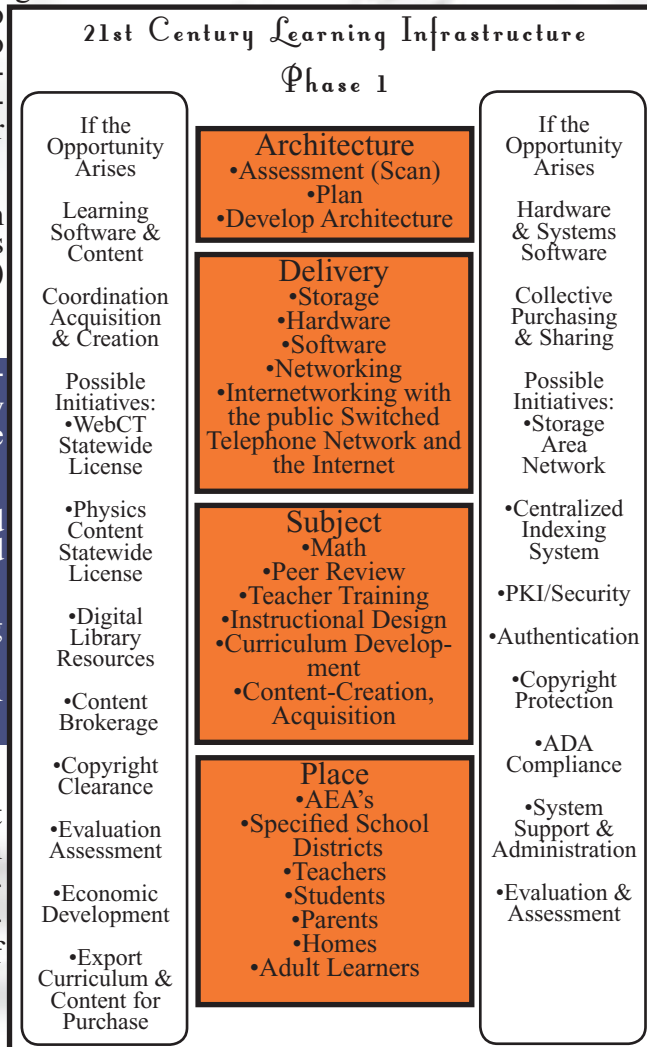 21st Century Learning Infrastructure
Phase 1
If the
Opportunity
Arises
Learning
Software &
Content
Coordination
Acquisition
& Creation
Possible
Initiatives:
•WebCT
Statewide
License
•Physics
Content
Statewide
License
•Digital
Library
Resources
•Content
Brokerage
•Copyright
Clearance
•Evaluation
Assessment
•Economic
Development
•Export
Curriculum &
Content for
Purchase
Architecture
•Assessment (Scan)
•Plan
•Develop Architecture
Delivery
•Storage
•Hardware
•Software
•Networking
•Internetworking with
the public Switched
Telephone Network and
the Internet
Subject
•Math
•Peer Review
•Teacher Training
•Instructional Design
•Curriculum Develop-
ment
•Content-Creation,
Acquisition
Place
•AEA's
•Specified School
Districts
•Teachers
•Students
•Parents
•Homes
•Adult Learners
If the
Opportunity
Arises
Hardware
& Systems
Software
Collective
Purchasing
& Sharing
Possible
Initiatives:
•Storage
Area
Network
•Centralized
Indexing
System
•PKI/Security
•Authentication
•Copyright
Protection
•ADA
Compliance
•System
Support &
Administration
•Evaluation &
Assessment